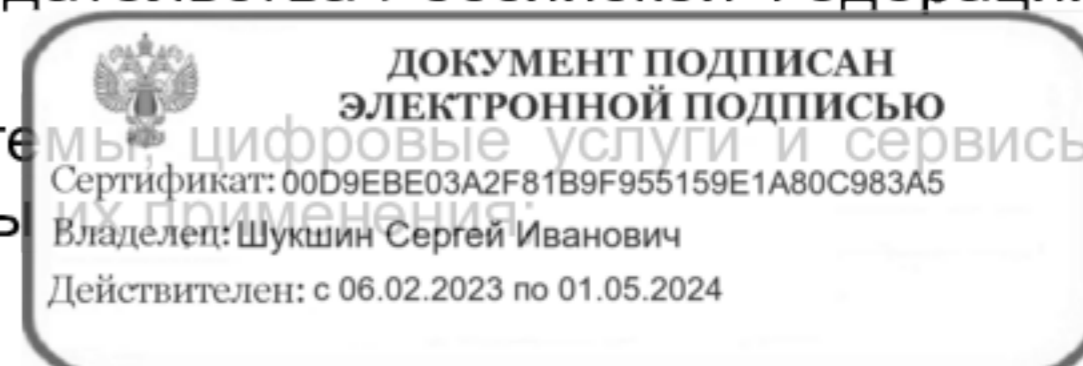 ДОКУМЕНТ ПОДПИСАН
ЭЛЕКТРОННОЙ ПОДПИСЬЮ
цифровые услуги и сервисы
Сертификат: 00D9EBE03A2F81B9F955159E1A80C983A5
их применения;
Владелец: Шукшин Сергей Иванович
Действителен: с 06.02.2023 по 01.05.2024